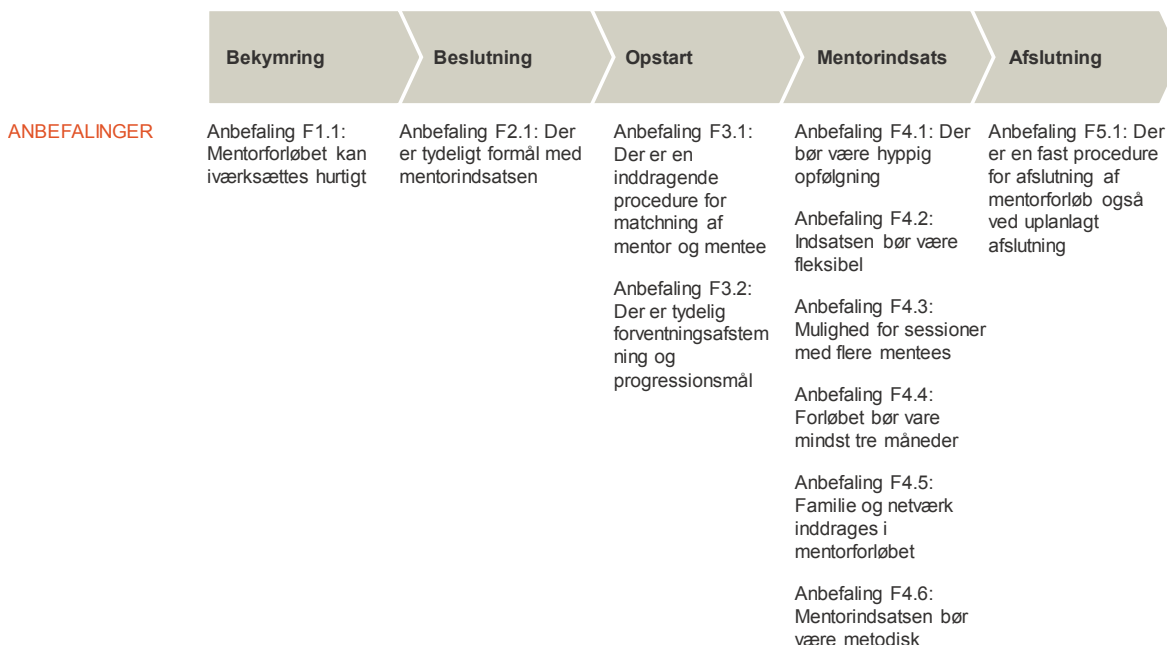 Bekymring
Beslutning
Opstart
Mentorindsats
Afslutning
ANBEFALINGER
Anbefaling F1.1:
Mentorforløbet kan
iværksættes hurtigt
Anbefaling F2.1: Der
er tydeligt formål med
mentorindsatsen
Anbefaling F3.1:
Der er en
inddragende
procedure for
matchning af
mentor og mentee
Anbefaling F3.2:
Der er tydelig
forventningsafstem
ning og
progressionsmål
Anbefaling F4.1: Der
bør være hyppig
opfølgning
Anbefaling F4.2:
Indsatsen bør være
fleksibel
Anbefaling F4.3:
Mulighed for sessioner
med flere mentees
Anbefaling F4.4:
Forløbet bør vare
mindst tre måneder
Anbefaling F4.5:
Familie og netværk
inddrages i
mentorforløbet
Anbefaling F4.6:
Mentorindsatsen bør
være metodisk
Anbefaling F5.1: Der
er en fast procedure
for afslutning af
mentorforløb også
ved uplanlagt
afslutning